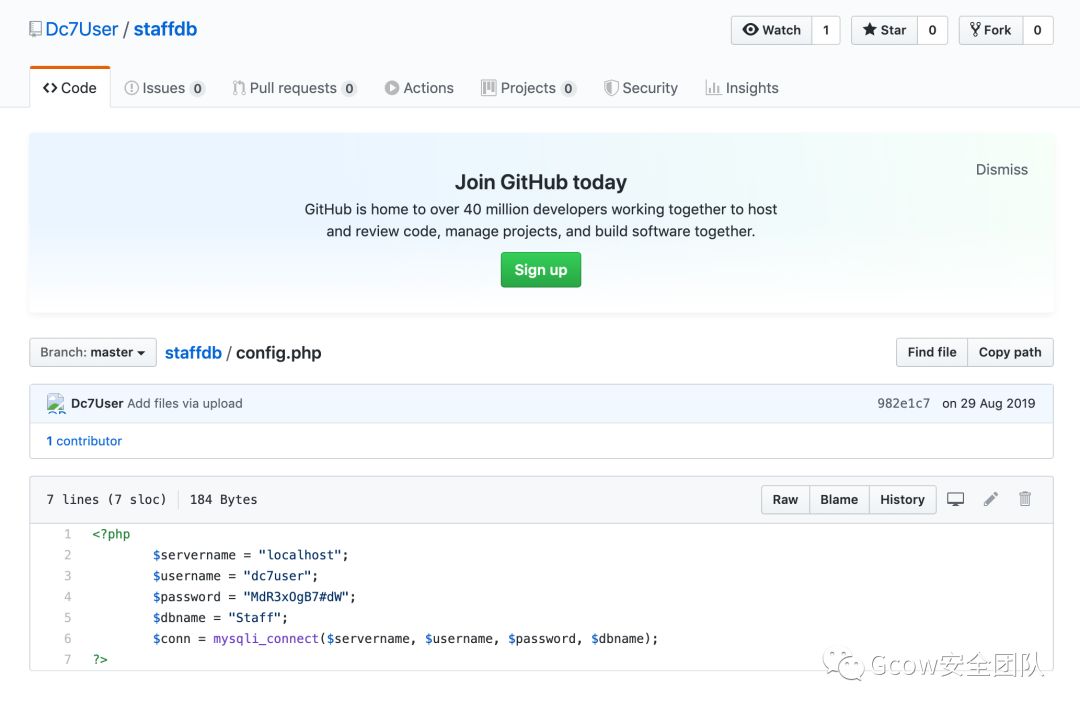 Dc7User / staffdb
Watch 1 Star 0 Fork 0
Code Issues 0 Pull requests 0 Actions Projects 0 Security Insights
Dismiss
Join GitHub today
GitHub is home to over 40 million developers working together to host
and review code, manage projects, and build software together.
Sign up
Branch: master staffdb / config.php Find file Copy path
Dc7User Add files via upload 982e1c7 on 29 Aug 2019
1 contributor
7 lines (7 sloc) 184 Bytes Raw Blame History
1 <?php
2 $servername = "localhost";
3 $username = "dc7user";
4 $password = "MdR3xOgB7#dW";
5 $dbname = "Staff";
6 $conn = mysqli_connect($servername, $username, $password, $dbname);
7 ?>
Gcow安全团队